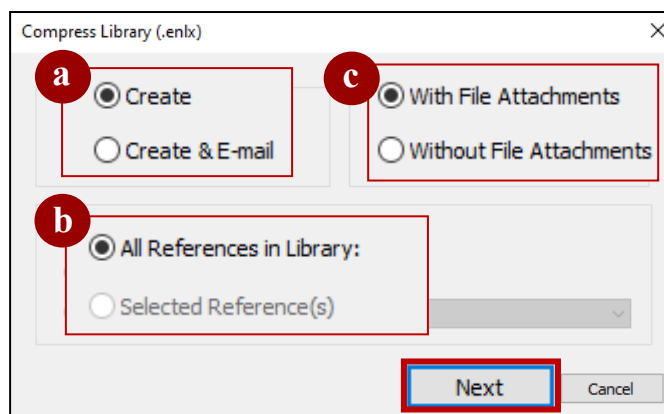 Compress Library (.enlx)
a
Create
Create & E-mail
c
With File Attachments
Without File Attachments
b
All References in Library:
Selected Reference(s)
Next
Cancel